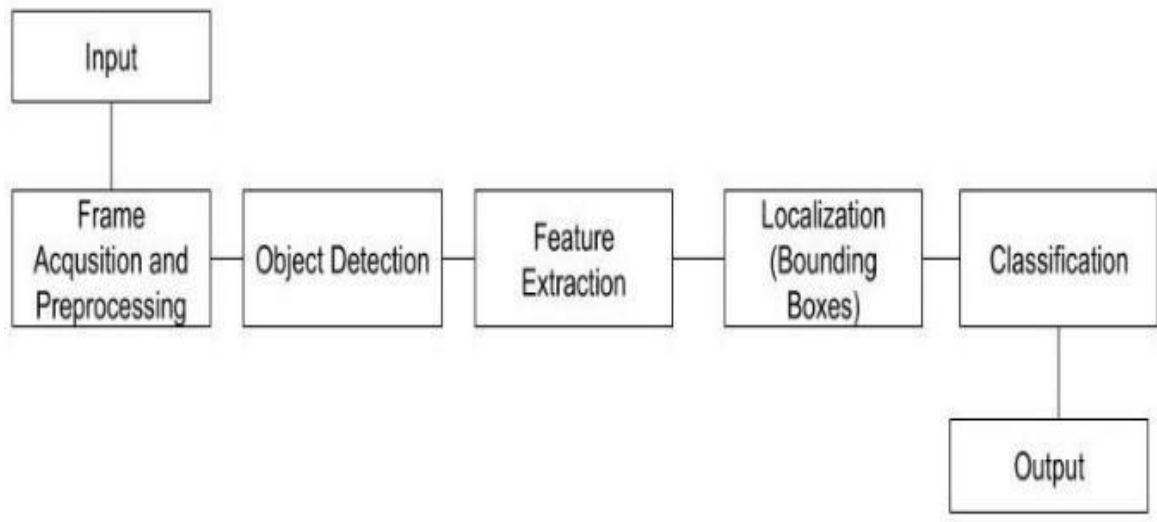 Input
Frame
Acqusition and
Preprocessing
Object Detection
Feature
Extraction
Localization
(Bounding
Boxes)
Classification
Output